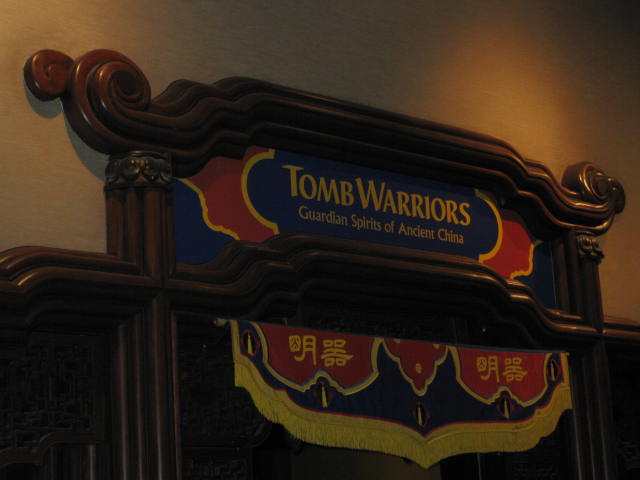 TOMB WARRIORS
Guardian Spirits of Ancient China
明器 明器